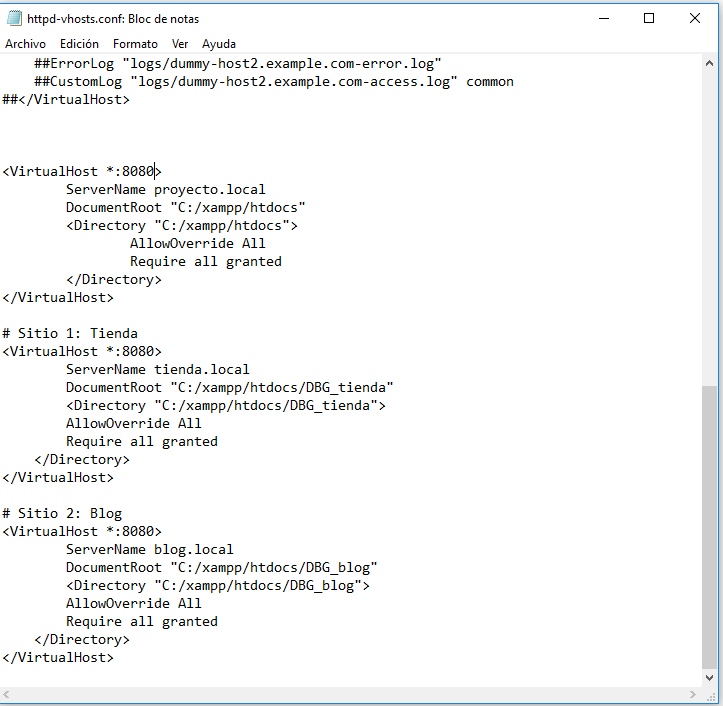 httpd-vhosts.conf: Bloc de notas
Archivo Edición Formato Ver Ayuda
    ##ErrorLog "logs/dummy-host2.example.com-error.log"
    ##CustomLog "logs/dummy-host2.example.com-access.log" common
##</VirtualHost>

<VirtualHost *:8080>
        ServerName proyecto.local
        DocumentRoot "C:/xampp/htdocs"
        <Directory "C:/xampp/htdocs">
                AllowOverride All
                Require all granted
        </Directory>
</VirtualHost>

# Sitio 1: Tienda
<VirtualHost *:8080>
        ServerName tienda.local
        DocumentRoot "C:/xampp/htdocs/DBG_tienda"
        <Directory "C:/xampp/htdocs/DBG_tienda">
        AllowOverride All
        Require all granted
    </Directory>
</VirtualHost>

# Sitio 2: Blog
<VirtualHost *:8080>
        ServerName blog.local
        DocumentRoot "C:/xampp/htdocs/DBG_blog"
        <Directory "C:/xampp/htdocs/DBG_blog">
        AllowOverride All
        Require all granted
    </Directory>
</VirtualHost>